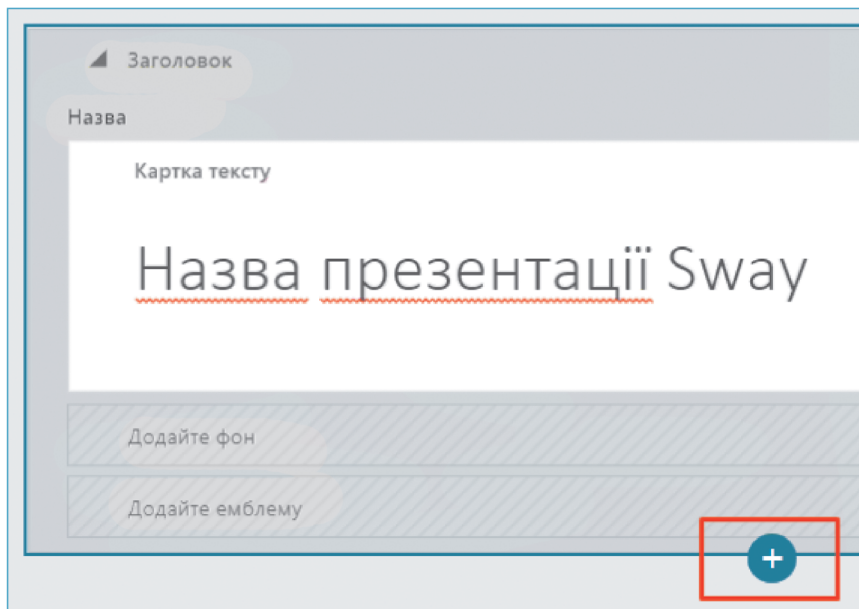 Заголовок
Назва
Картка тексту
Назва презентації Sway
Додайте фон
Додайте емблему